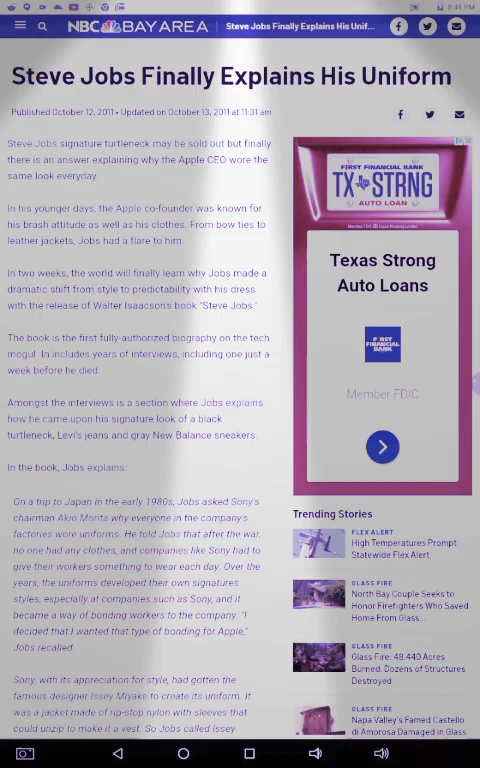 8:49 PM
NBC BAY AREA
Steve Jobs Finally Explains His Unif...
Steve Jobs Finally Explains His Uniform
Published October 12, 2011 • Updated on October 13, 2011 at 11:31 am
Steve Jobs signature turtleneck may be sold out but finally
there is an answer explaining why the Apple CEO wore the
same look everyday.
In his younger days, the Apple co-founder was known for
his brash attitude as well as his clothes. From bow ties to
leather jackets, Jobs had a flare to him.
In two weeks, the world will finally learn why Jobs made a
dramatic shift from style to predictability with his dress
with the release of Walter Isaacson's book "Steve Jobs."
The book is the first fully-authorized biography on the tech
mogul. In includes years of interviews, including one just a
week before he died.
Amongst the interviews is a section where Jobs explains
how he came upon his signature look of a black
turtleneck, Levi's jeans and gray New Balance sneakers.
In the book, Jobs explains:
On a trip to Japan in the early 1980s, Jobs asked Sony's
chairman Akio Morita why everyone in the company's
factories wore uniforms. He told Jobs that after the war,
no one had any clothes, and companies like Sony had to
give their workers something to wear each day. Over the
years, the uniforms developed their own signatures
styles, especially at companies such as Sony, and it
became a way of bonding workers to the company. "I
decided that I wanted that type of bonding for Apple,"
Jobs recalled.
Sony, with its appreciation for style, had gotten the
famous designer Issey Miyake to create its uniform. It
was a jacket made of rip-stop nylon with sleeves that
could unzip to make it a vest. So Jobs called Issey
FIRST FINANCIAL BANK
TX STRNG
AUTO LOAN
Member FDIC Equal Housing Lender
Texas Strong
Auto Loans
FIRST
FINANCIAL
BANK
Member FDIC
Trending Stories
FLEX ALERT
High Temperatures Prompt
Statewide Flex Alert
GLASS FIRE
North Bay Couple Seeks to
Honor Firefighters Who Saved
Home From Glass...
GLASS FIRE
Glass Fire: 48,440 Acres
Burned, Dozens of Structures
Destroyed
GLASS FIRE
Napa Valley's Famed Castello
di Amorosa Damaged in Glass